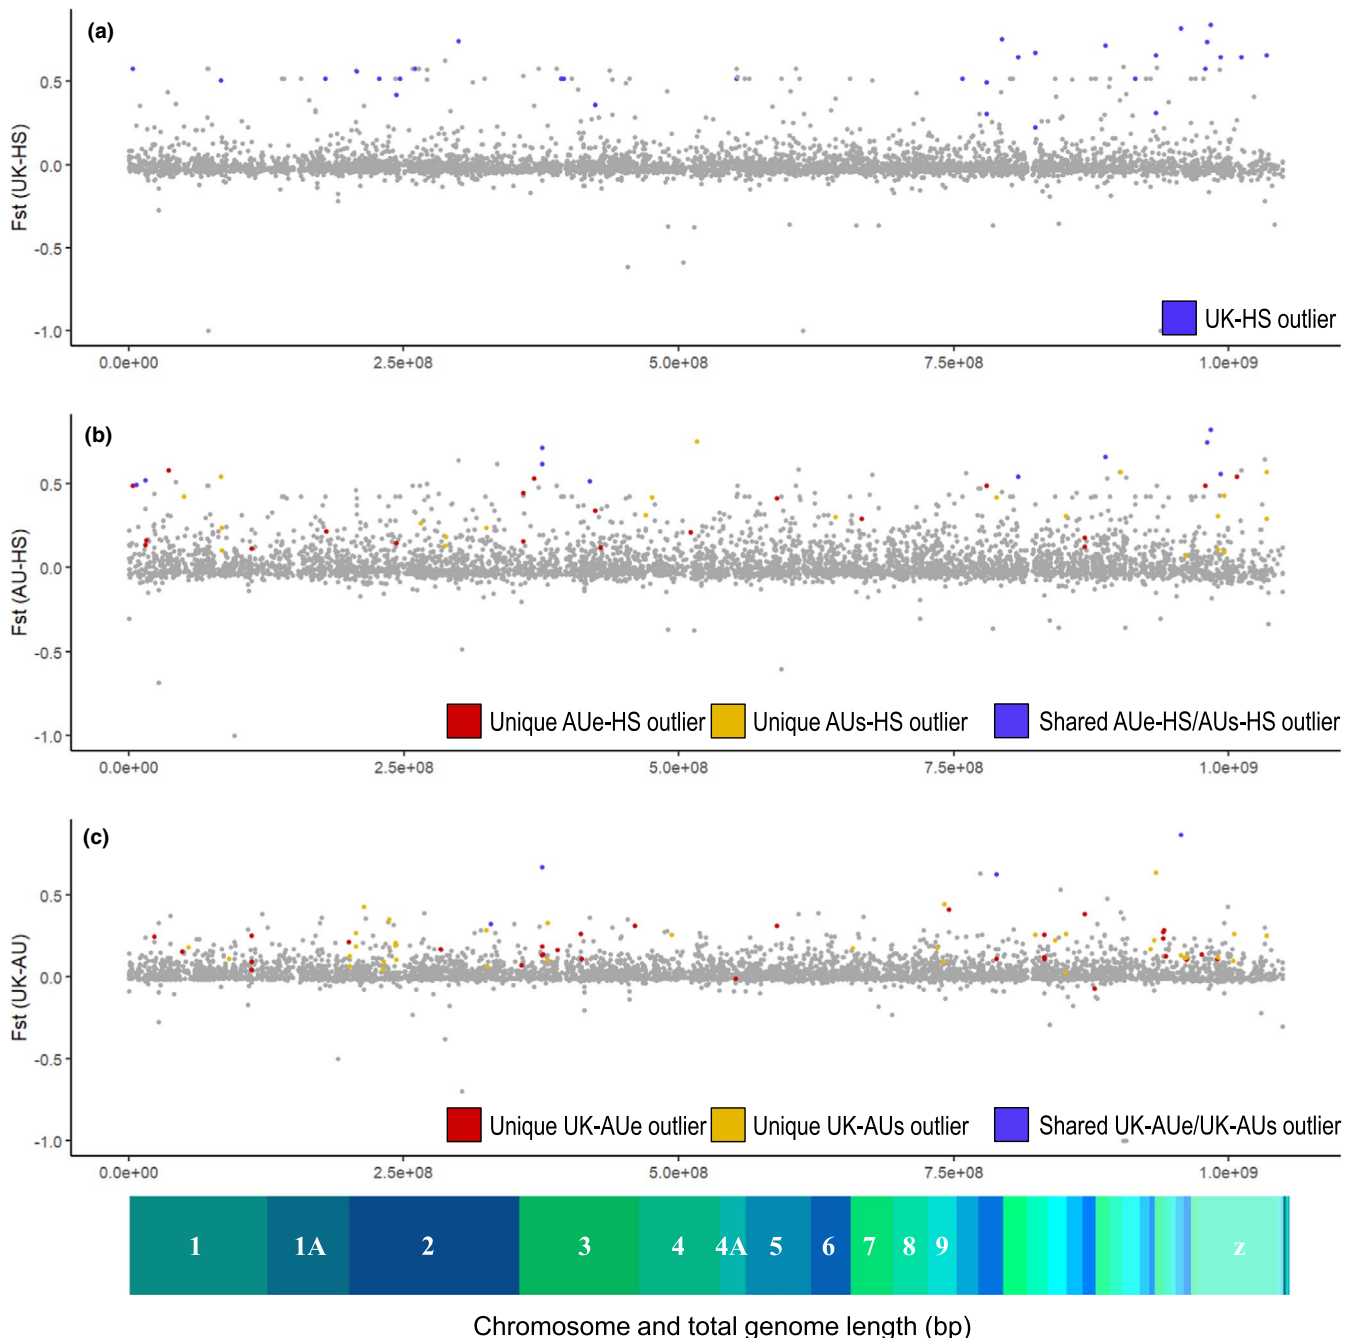 (a)
Fst (UK-HS)
0.5
0.0
-0.5
-1.0
UK-HS outlier
0.0e+00 2.5e+08 5.0e+08 7.5e+08 1.0e+09
(b)
Fst (AU-HS)
0.5
0.0
-0.5
-1.0
Unique AUe-HS outlier Unique AUs-HS outlier Shared AUe-HS/AUs-HS outlier
0.0e+00 2.5e+08 5.0e+08 7.5e+08 1.0e+09
(c)
Fst (UK-AU)
0.5
0.0
-0.5
-1.0
Unique UK-AUe outlier Unique UK-AUs outlier Shared UK-AUe/UK-AUs outlier
0.0e+00 2.5e+08 5.0e+08 7.5e+08 1.0e+09
1 1A 2 3 4 4A 5 6 7 8 9 z
Chromosome and total genome length (bp)